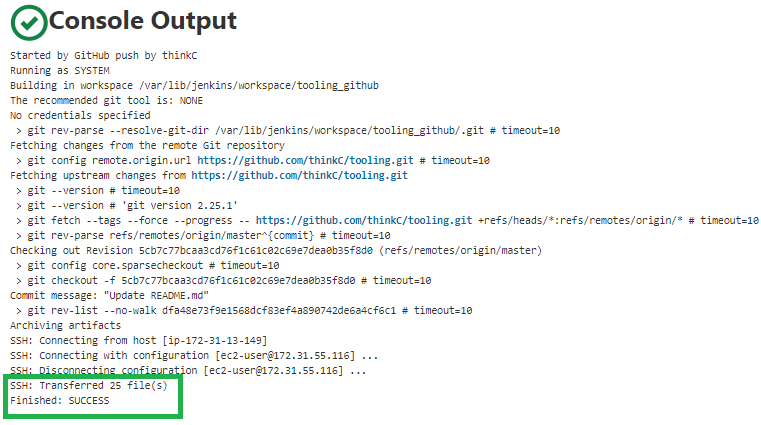 Console Output
Started by GitHub push by thinkC
Running as SYSTEM
Building in workspace /var/lib/jenkins/workspace/tooling_github
The recommended git tool is: NONE
No credentials specified
 > git rev-parse --resolve-git-dir /var/lib/jenkins/workspace/tooling_github/.git # timeout=10
Fetching changes from the remote Git repository
 > git config remote.origin.url https://github.com/thinkC/tooling.git # timeout=10
Fetching upstream changes from https://github.com/thinkC/tooling.git
 > git --version # timeout=10
 > git --version # 'git version 2.25.1'
 > git fetch --tags --force --progress -- https://github.com/thinkC/tooling.git +refs/heads/*:refs/remotes/origin/* # timeout=10
 > git rev-parse refs/remotes/origin/master^{commit} # timeout=10
Checking out Revision 5cb7c77bcaa3cd76f1c61c02c69e7dea0b35f8d0 (refs/remotes/origin/master)
 > git config core.sparsecheckout # timeout=10
 > git checkout -f 5cb7c77bcaa3cd76f1c61c02c69e7dea0b35f8d0 # timeout=10
Commit message: "Update README.md"
 > git rev-list --no-walk dfa48e73f9e1568dcf83ef4a890742de6a4cf6c1 # timeout=10
Archiving artifacts
SSH: Connecting from host [ip-172-31-13-149]
SSH: Connecting with configuration [ec2-user@172.31.55.116] ...
SSH: Disconnecting configuration [ec2-user@172.31.55.116] ...
SSH: Transferred 25 file(s)
Finished: SUCCESS